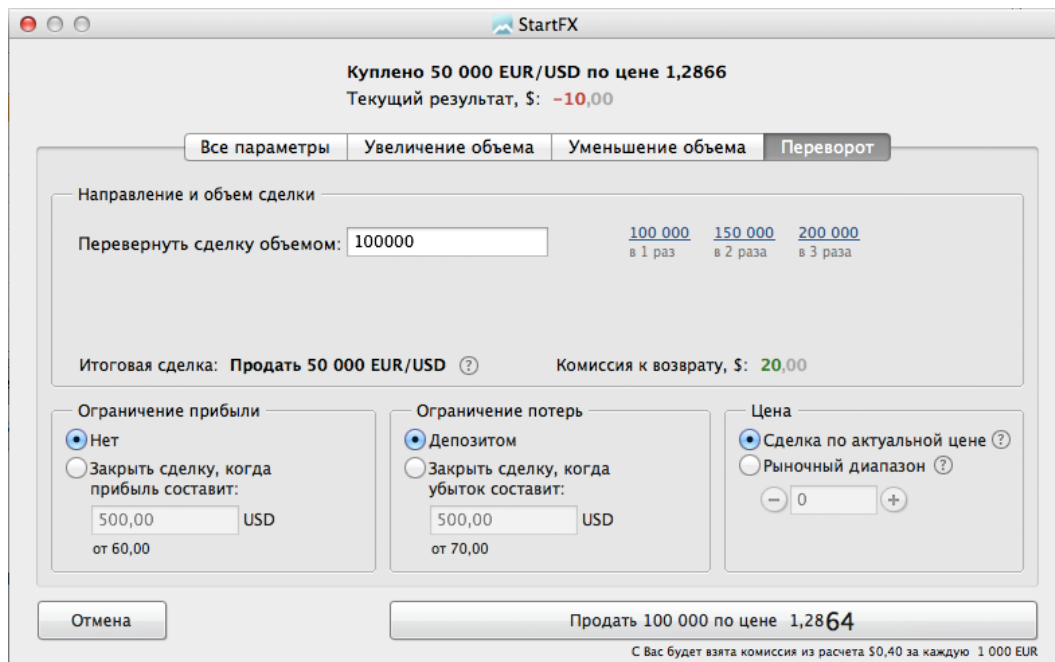 StartFX
Куплено 50 000 EUR/USD по цене 1,2866
Текущий результат, $: -10,00
Все параметры Увеличение объема Уменьшение объема Переворот
Направление и объем сделки
Перевернуть сделку объемом: 100000 100 000 150 000 200 000
в 1 раз в 2 раза в 3 раза
Итоговая сделка: Продать 50 000 EUR/USD ? Комиссия к возврату, $: 20,00
Ограничение прибыли
Нет
Закрыть сделку, когда
прибыль составит:
500,00 USD
от 60,00
Ограничение потерь
Депозитом
Закрыть сделку, когда
убыток составит:
500,00 USD
от 70,00
Цена
Сделка по актуальной цене ?
Рыночный диапазон ?
− 0 +
Отмена
Продать 100 000 по цене 1,2864
С Вас будет взята комиссия из расчета $0,40 за каждую 1 000 EUR